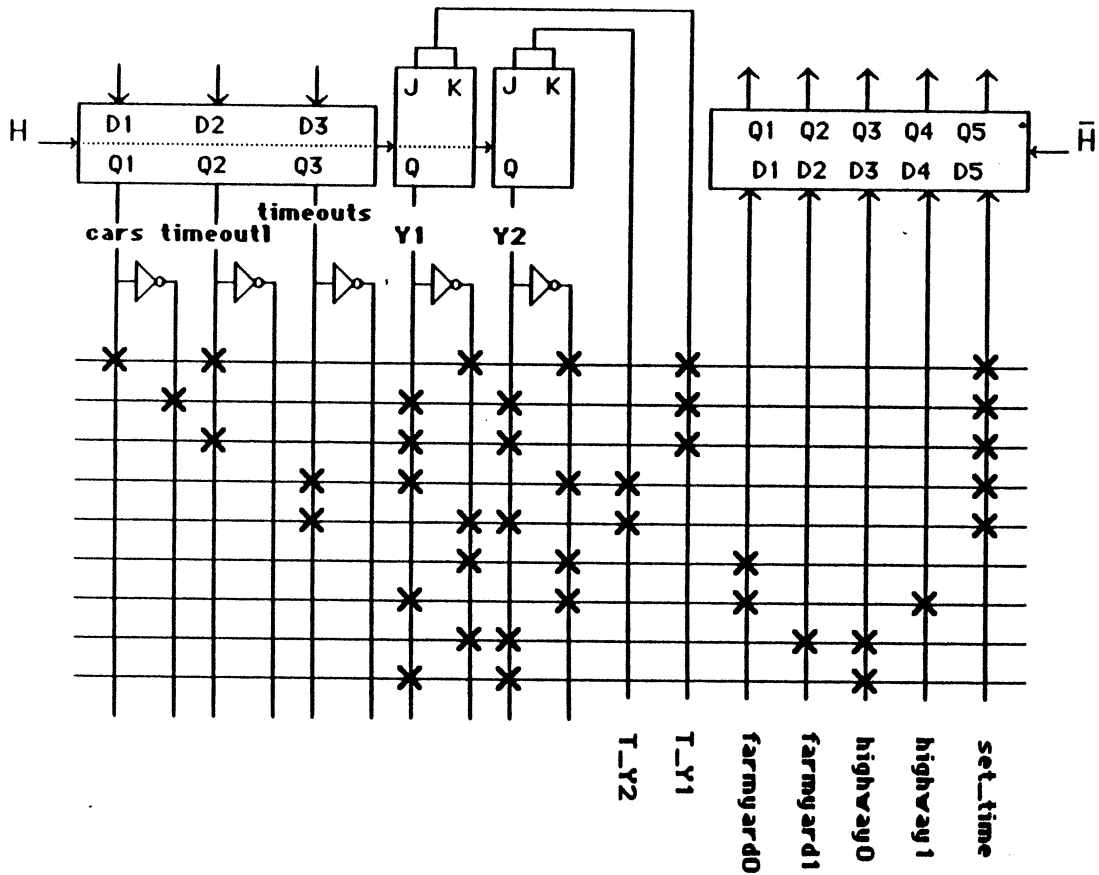 J K
J K
H
D1 D2 D3
Q1 Q2 Q3
Q
Q
Q1 Q2 Q3 Q4 Q5
D1 D2 D3 D4 D5
H̅
timeouts
cars timeoutl
Y1
Y2
T_Y2
T_Y1
farmyard0
farmyard1
highway0
highway1
set_time